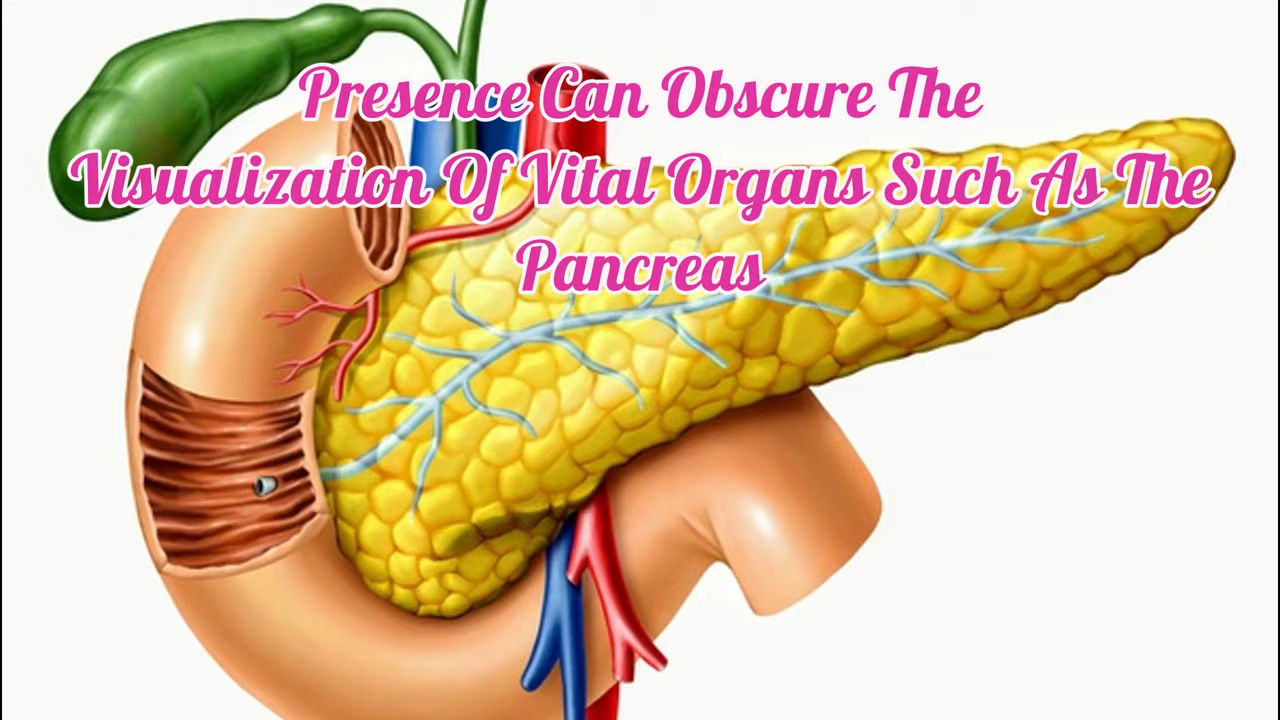 Presence Can Obscure The
Visualization Of Vital Organs Such As The
Pancreas